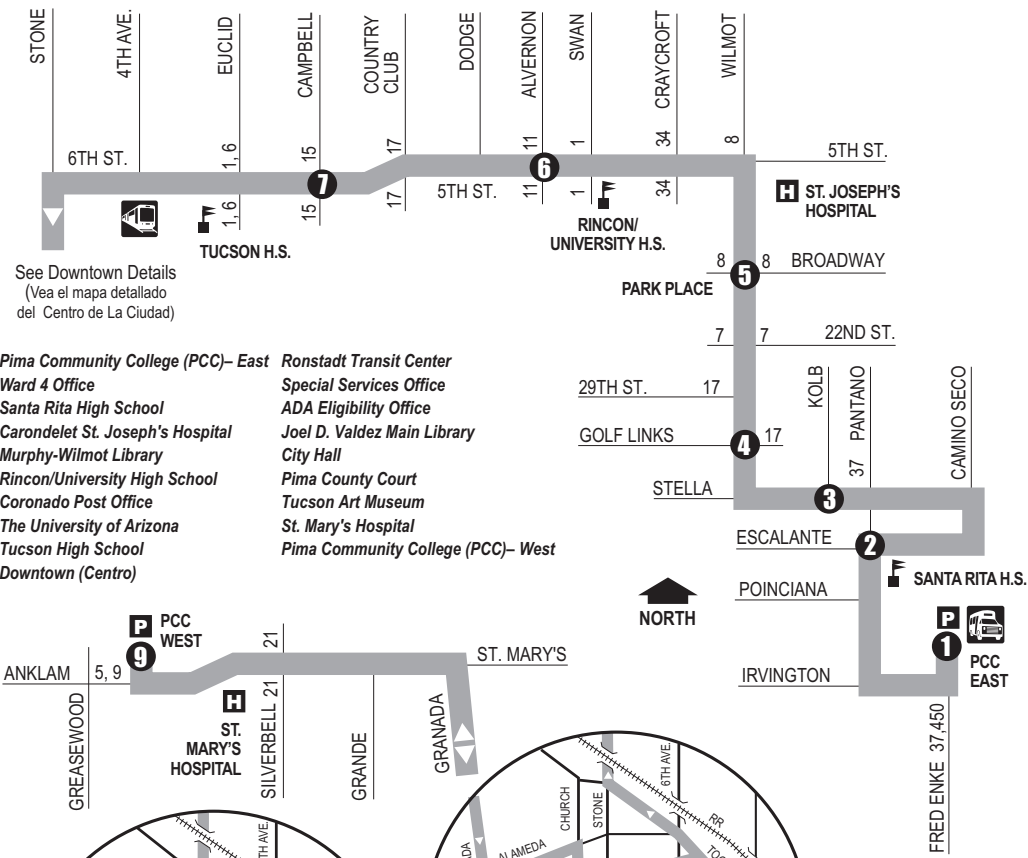 STONE
4TH AVE.
EUCLID
CAMPBELL
COUNTRY
CLUB
DODGE
ALVERNON
SWAN
CRAYCROFT
WILMOT
6TH ST.
1, 6
15
17
11
1
34
8
5TH ST.
7
6
1, 6
15
17
5TH ST.
11
1
34
H ST. JOSEPH'S
HOSPITAL
TUCSON H.S.
RINCON/
UNIVERSITY H.S.
See Downtown Details
(Vea el mapa detallado
del Centro de La Ciudad)
8 5 8 BROADWAY
PARK PLACE
7 7 22ND ST.
Pima Community College (PCC)– East
Ward 4 Office
Santa Rita High School
Carondelet St. Joseph's Hospital
Murphy-Wilmot Library
Rincon/University High School
Coronado Post Office
The University of Arizona
Tucson High School
Downtown (Centro)
Ronstadt Transit Center
Special Services Office
ADA Eligibility Office
Joel D. Valdez Main Library
City Hall
Pima County Court
Tucson Art Museum
St. Mary's Hospital
Pima Community College (PCC)– West
29TH ST. 17
KOLB
37 PANTANO
CAMINO SECO
GOLF LINKS 4 17
STELLA
3
ESCALANTE
2
SANTA RITA H.S.
POINCIANA
NORTH
P
1
PCC
EAST
IRVINGTON
FRED ENKE 37,450
P PCC
WEST
9
ANKLAM 5, 9
GREASEWOOD
H
ST.
MARY'S
HOSPITAL
21
SILVERBELL 21
GRANDE
ST. MARY'S
GRANADA
TH AVE.
ADA
ALAMEDA
CHURCH
STONE
6TH AVE.
RR
TOO